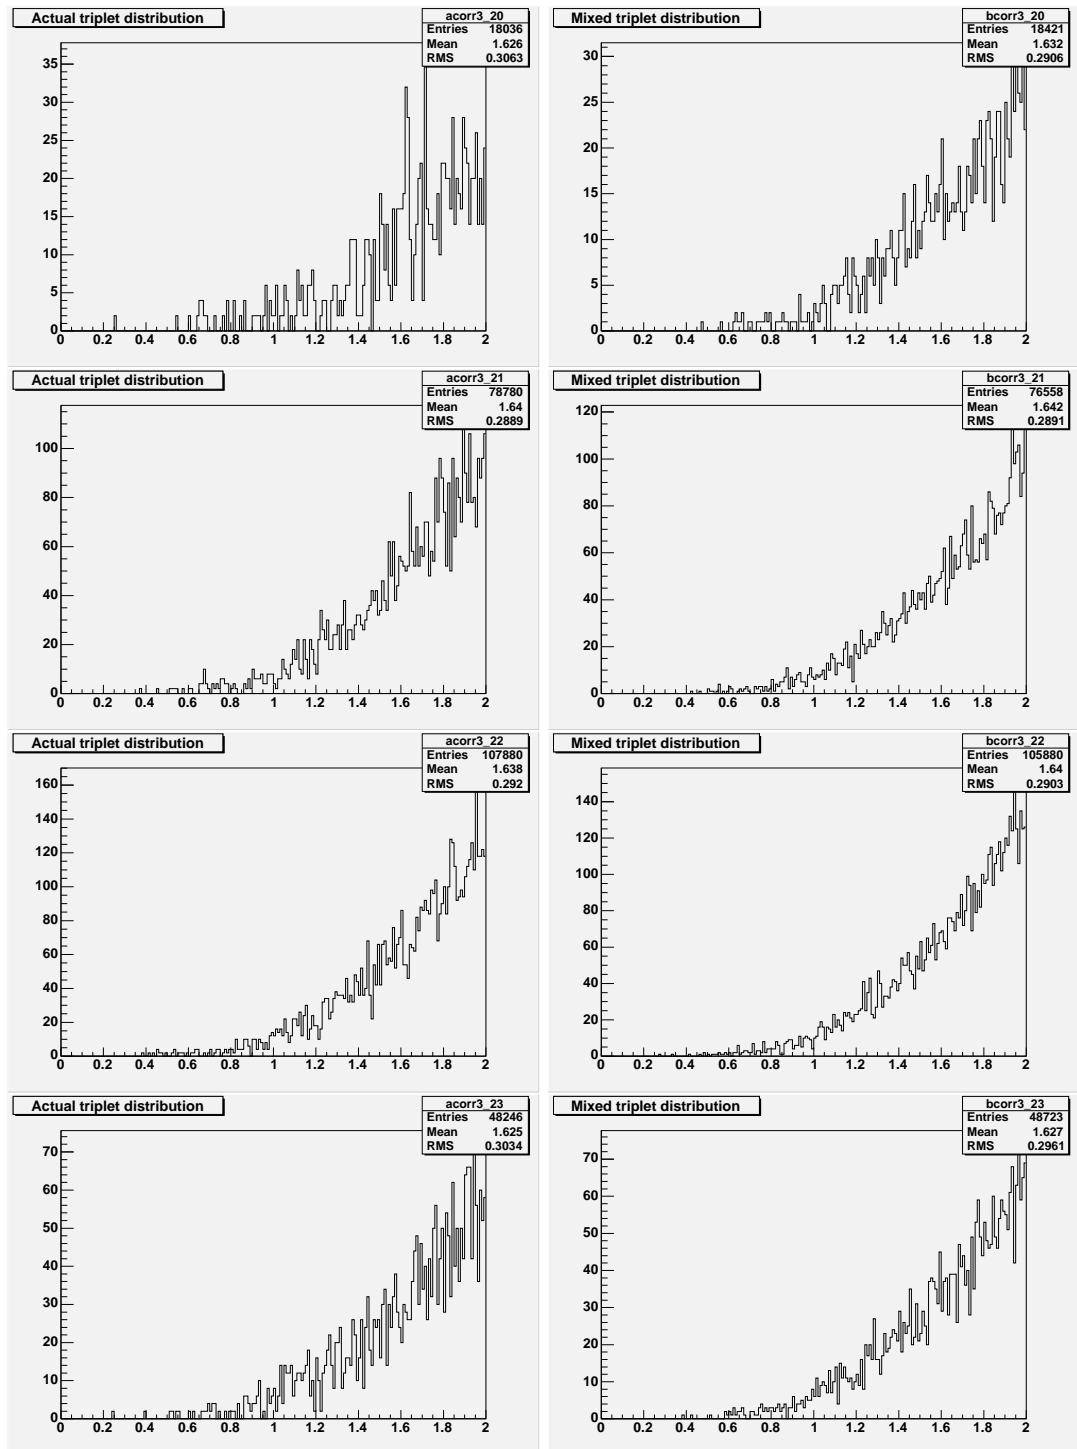 Actual triplet distribution
acorr3_20
Entries 18036
Mean 1.626
RMS 0.3063
35
30
25
20
15
10
5
0
0 0.2 0.4 0.6 0.8 1 1.2 1.4 1.6 1.8 2
Mixed triplet distribution
bcorr3_20
Entries 18421
Mean 1.632
RMS 0.2906
30
25
20
15
10
5
0
0 0.2 0.4 0.6 0.8 1 1.2 1.4 1.6 1.8 2
Actual triplet distribution
acorr3_21
Entries 78780
Mean 1.64
RMS 0.2889
100
80
60
40
20
0
0 0.2 0.4 0.6 0.8 1 1.2 1.4 1.6 1.8 2
Mixed triplet distribution
bcorr3_21
Entries 76558
Mean 1.642
RMS 0.2891
120
100
80
60
40
20
0
0 0.2 0.4 0.6 0.8 1 1.2 1.4 1.6 1.8 2
Actual triplet distribution
acorr3_22
Entries 107880
Mean 1.638
RMS 0.292
160
140
120
100
80
60
40
20
0
0 0.2 0.4 0.6 0.8 1 1.2 1.4 1.6 1.8 2
Mixed triplet distribution
bcorr3_22
Entries 105880
Mean 1.64
RMS 0.2903
140
120
100
80
60
40
20
0
0 0.2 0.4 0.6 0.8 1 1.2 1.4 1.6 1.8 2
Actual triplet distribution
acorr3_23
Entries 48246
Mean 1.625
RMS 0.3034
70
60
50
40
30
20
10
0
0 0.2 0.4 0.6 0.8 1 1.2 1.4 1.6 1.8 2
Mixed triplet distribution
bcorr3_23
Entries 48723
Mean 1.627
RMS 0.2961
70
60
50
40
30
20
10
0
0 0.2 0.4 0.6 0.8 1 1.2 1.4 1.6 1.8 2